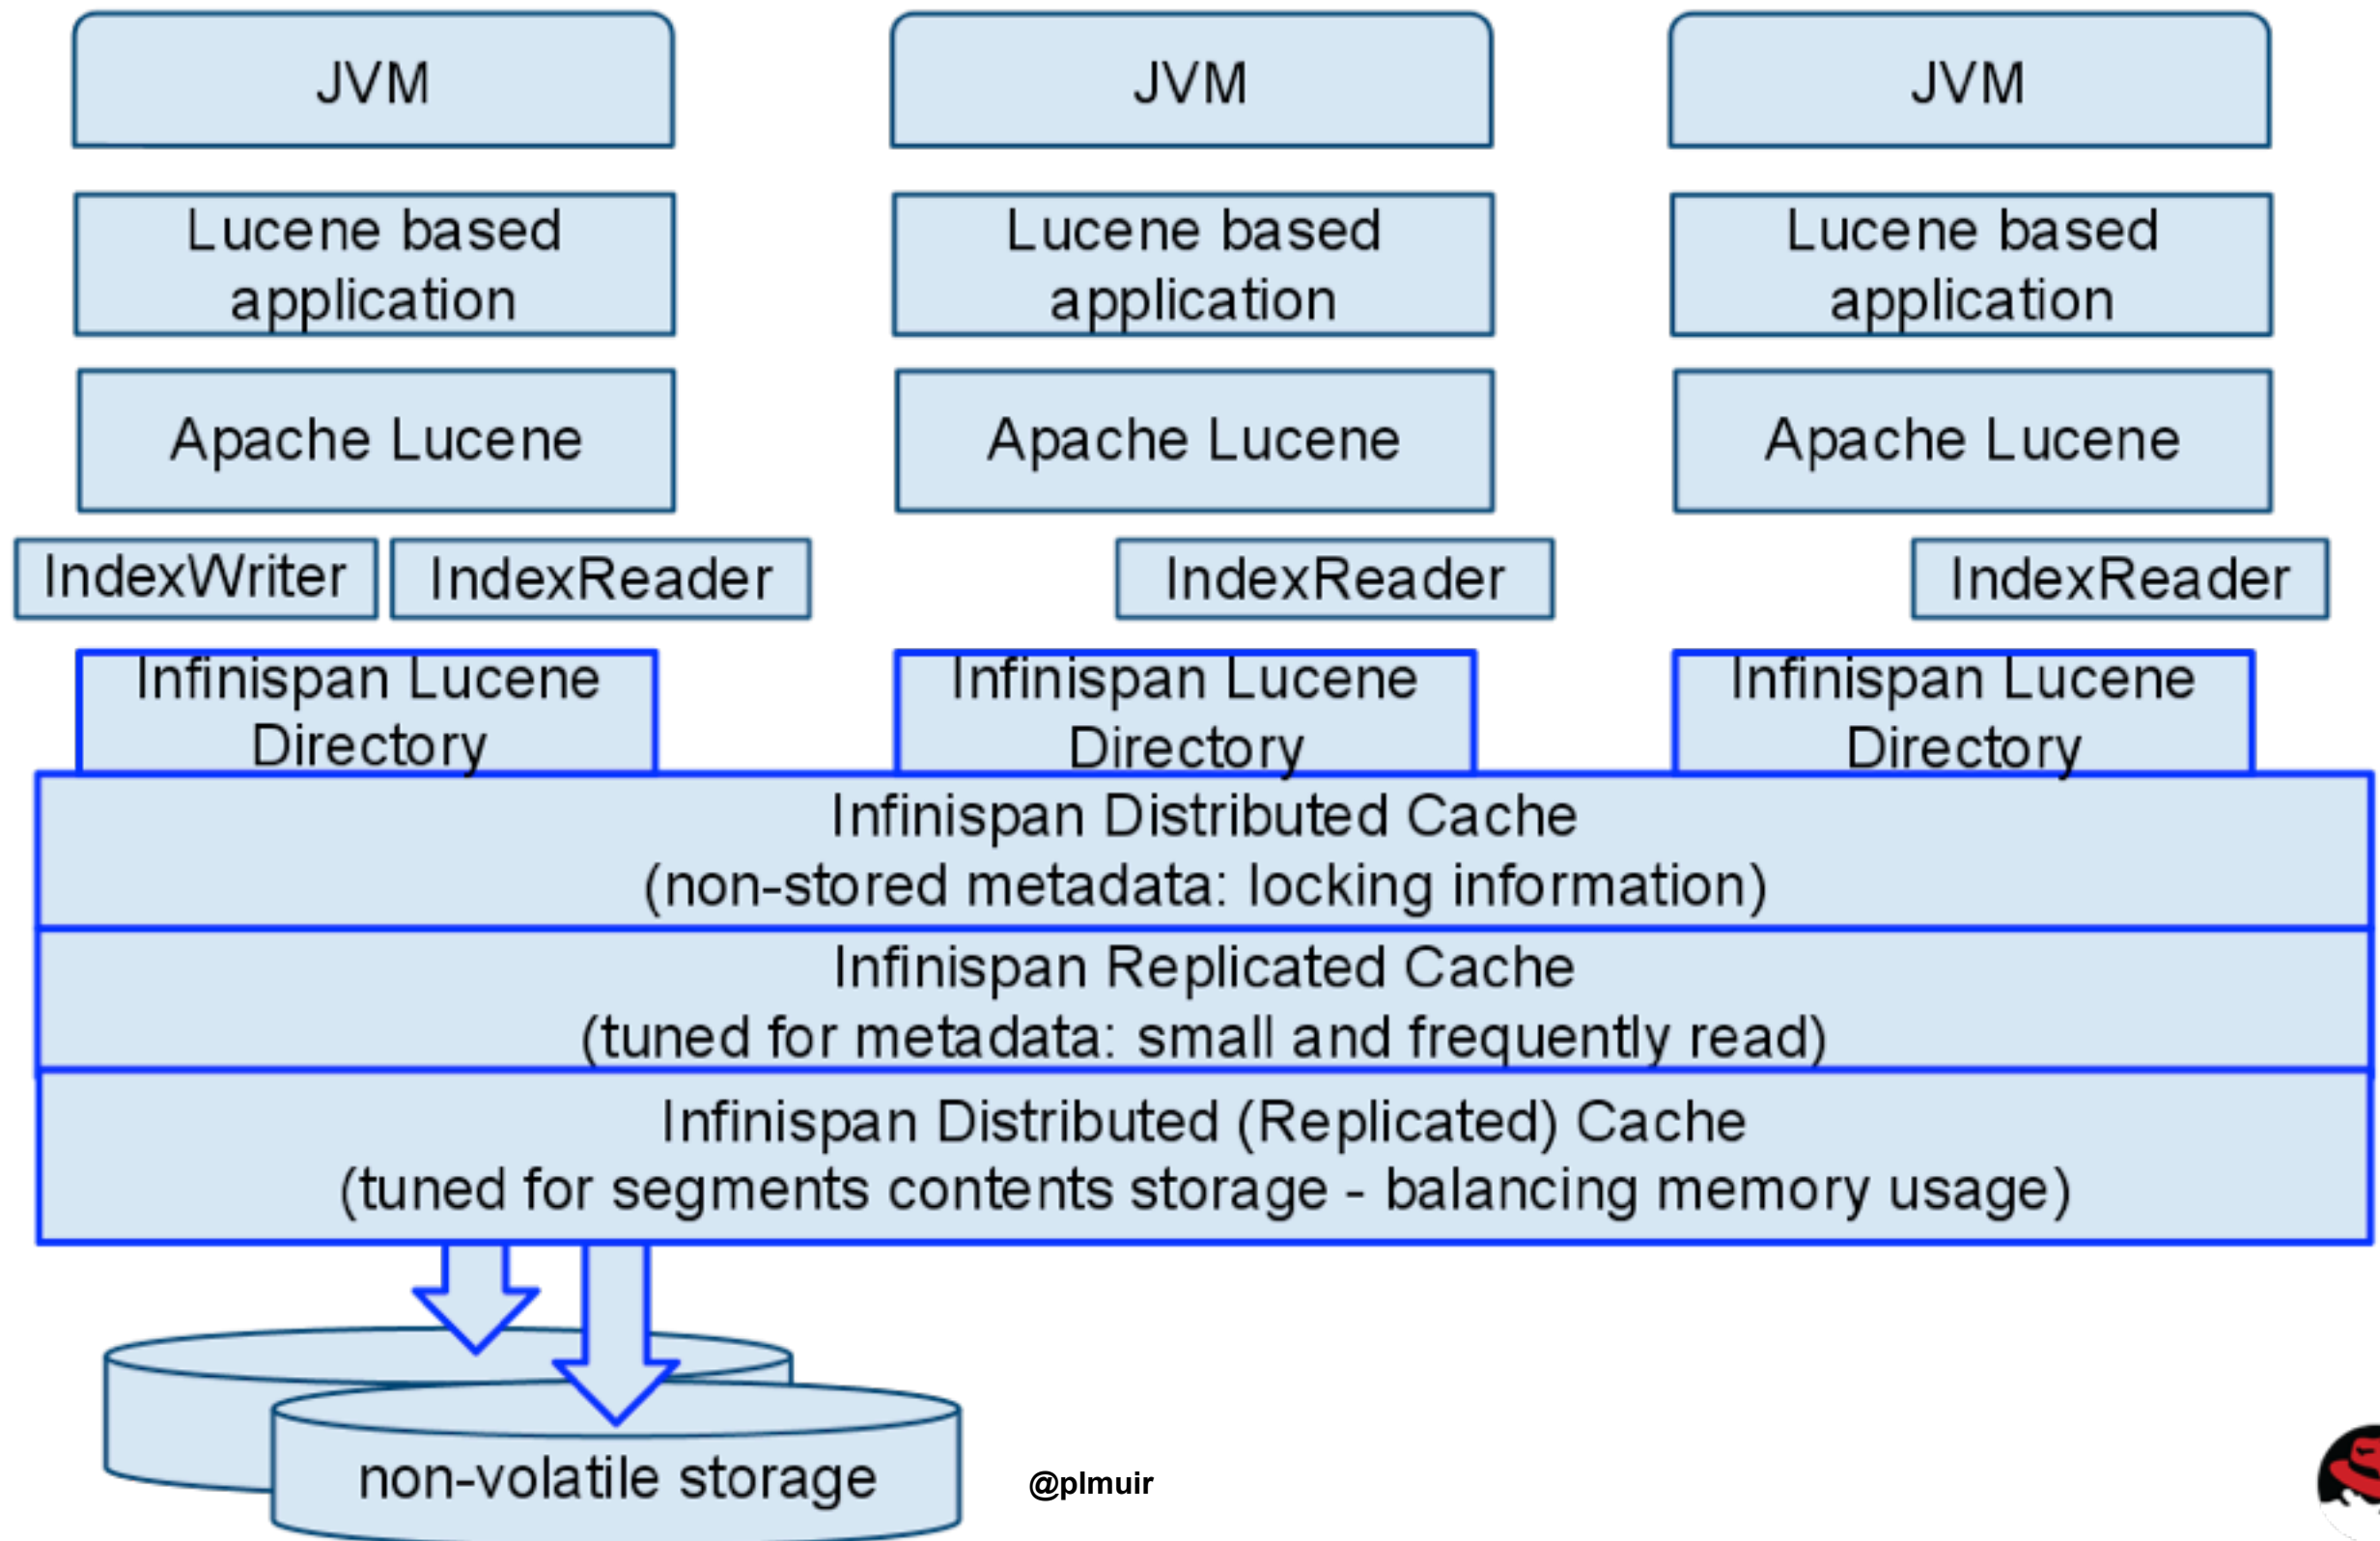 JVM
JVM
JVM
Lucene based
application
Lucene based
application
Lucene based
application
Apache Lucene
Apache Lucene
Apache Lucene
IndexWriter
IndexReader
IndexReader
IndexReader
Infinispan Lucene
Directory
Infinispan Lucene
Directory
Infinispan Lucene
Directory
Infinispan Distributed Cache
(non-stored metadata: locking information)
Infinispan Replicated Cache
(tuned for metadata: small and frequently read)
Infinispan Distributed (Replicated) Cache
(tuned for segments contents storage - balancing memory usage)
non-volatile storage
@plmuir